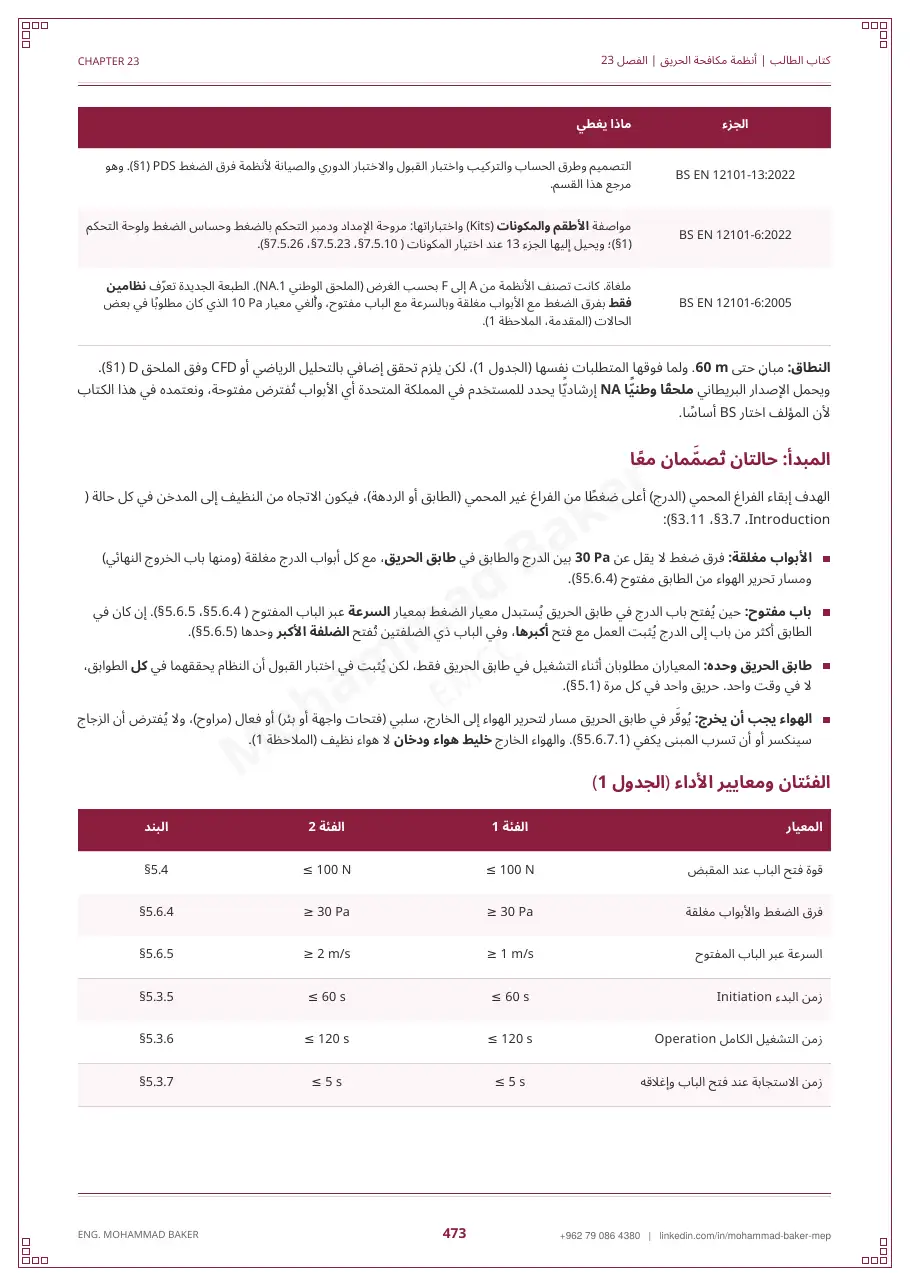 كتاب الطالب | أنظمة مكافحة الحريق | الفصل 23
CHAPTER 23
الجزء
ماذا يغطي
BS EN 12101-13:2022
التصميم وطرق الحساب والتركيب واختبار القبول والاختبار الدوري والصيانة لأنظمة فرق الضغط PDS (§1). وهو
مرجع هذا القسم.
BS EN 12101-6:2022
مواصفة الأطقم والمكونات (Kits) واختباراتها: مروحة الإمداد ودمبر التحكم بالضغط وحساس الضغط ولوحة التحكم
(§1)؛ ويحيل إليها الجزء 13 عند اختيار المكونات ( §7.5.10، §7.5.23، §7.5.26).
BS EN 12101-6:2005
ملغاة. كانت تصنف الأنظمة من A إلى F بحسب الغرض (الملحق الوطني NA.1). الطبعة الجديدة تعرّف نظامين
فقط بفرق الضغط مع الأبواب مغلقة وبالسرعة مع الباب مفتوح، وأُلغي معيار 10 Pa الذي كان مطلوبًا في بعض
الحالات (المقدمة، الملاحظة 1).
النطاق: مبانٍ حتى 60 m. ولما فوقها المتطلبات نفسها (الجدول 1)، لكن يلزم تحقق إضافي بالتحليل الرياضي أو CFD وفق الملحق D (§1).
ويحمل الإصدار البريطاني ملحقًا وطنيًّا NA إرشاديًّا يحدد للمستخدم في المملكة المتحدة أي الأبواب تُفترض مفتوحة، ونعتمده في هذا الكتاب
لأن المؤلف اختار BS أساسًا.
المبدأ: حالتان تُصمَّمان معًا
الهدف إبقاء الفراغ المحمي (الدرج) أعلى ضغطًا من الفراغ غير المحمي (الطابق أو الردهة)، فيكون الاتجاه من النظيف إلى المدخن في كل حالة (
Introduction، §3.7، §3.11):
الأبواب مغلقة: فرق ضغط لا يقل عن 30 Pa بين الدرج والطابق في طابق الحريق، مع كل أبواب الدرج مغلقة (ومنها باب الخروج النهائي)
ومسار تحرير الهواء من الطابق مفتوح (§5.6.4).
باب مفتوح: حين يُفتح باب الدرج في طابق الحريق يُستبدل معيار الضغط بمعيار السرعة عبر الباب المفتوح ( §5.6.4، §5.6.5). إن كان في
الطابق أكثر من باب إلى الدرج يُثبت العمل مع فتح أكبرها، وفي الباب ذي الضلفتين تُفتح الضلفة الأكبر وحدها (§5.6.5).
طابق الحريق وحده: المعياران مطلوبان أثناء التشغيل في طابق الحريق فقط، لكن يُثبت في اختبار القبول أن النظام يحققهما في كل الطوابق،
لا في وقت واحد. حريق واحد في كل مرة (§5.1).
الهواء يجب أن يخرج: يُوفَّر في طابق الحريق مسار لتحرير الهواء إلى الخارج، سلبي (فتحات واجهة أو بئر) أو فعال (مراوح)، ولا يُفترض أن الزجاج
سينكسر أو أن تسرب المبنى يكفي (§5.6.7.1). والهواء الخارج خليط هواء ودخان لا هواء نظيف (الملاحظة 1).
الفئتان ومعايير الأداء (الجدول 1)
المعيار الفئة 1 الفئة 2 البند
قوة فتح الباب عند المقبض ≤ 100 N ≤ 100 N §5.4
فرق الضغط والأبواب مغلقة ≥ 30 Pa ≥ 30 Pa §5.6.4
السرعة عبر الباب المفتوح ≥ 1 m/s ≥ 2 m/s §5.6.5
زمن البدء Initiation ≤ 60 s ≤ 60 s §5.3.5
زمن التشغيل الكامل Operation ≤ 120 s ≤ 120 s §5.3.6
زمن الاستجابة عند فتح الباب وإغلاقه ≤ 5 s ≤ 5 s §5.3.7
Mohammad Baker
EMCC
ENG. MOHAMMAD BAKER
473
+962 79 086 4380 | linkedin.com/in/mohammad-baker-mep